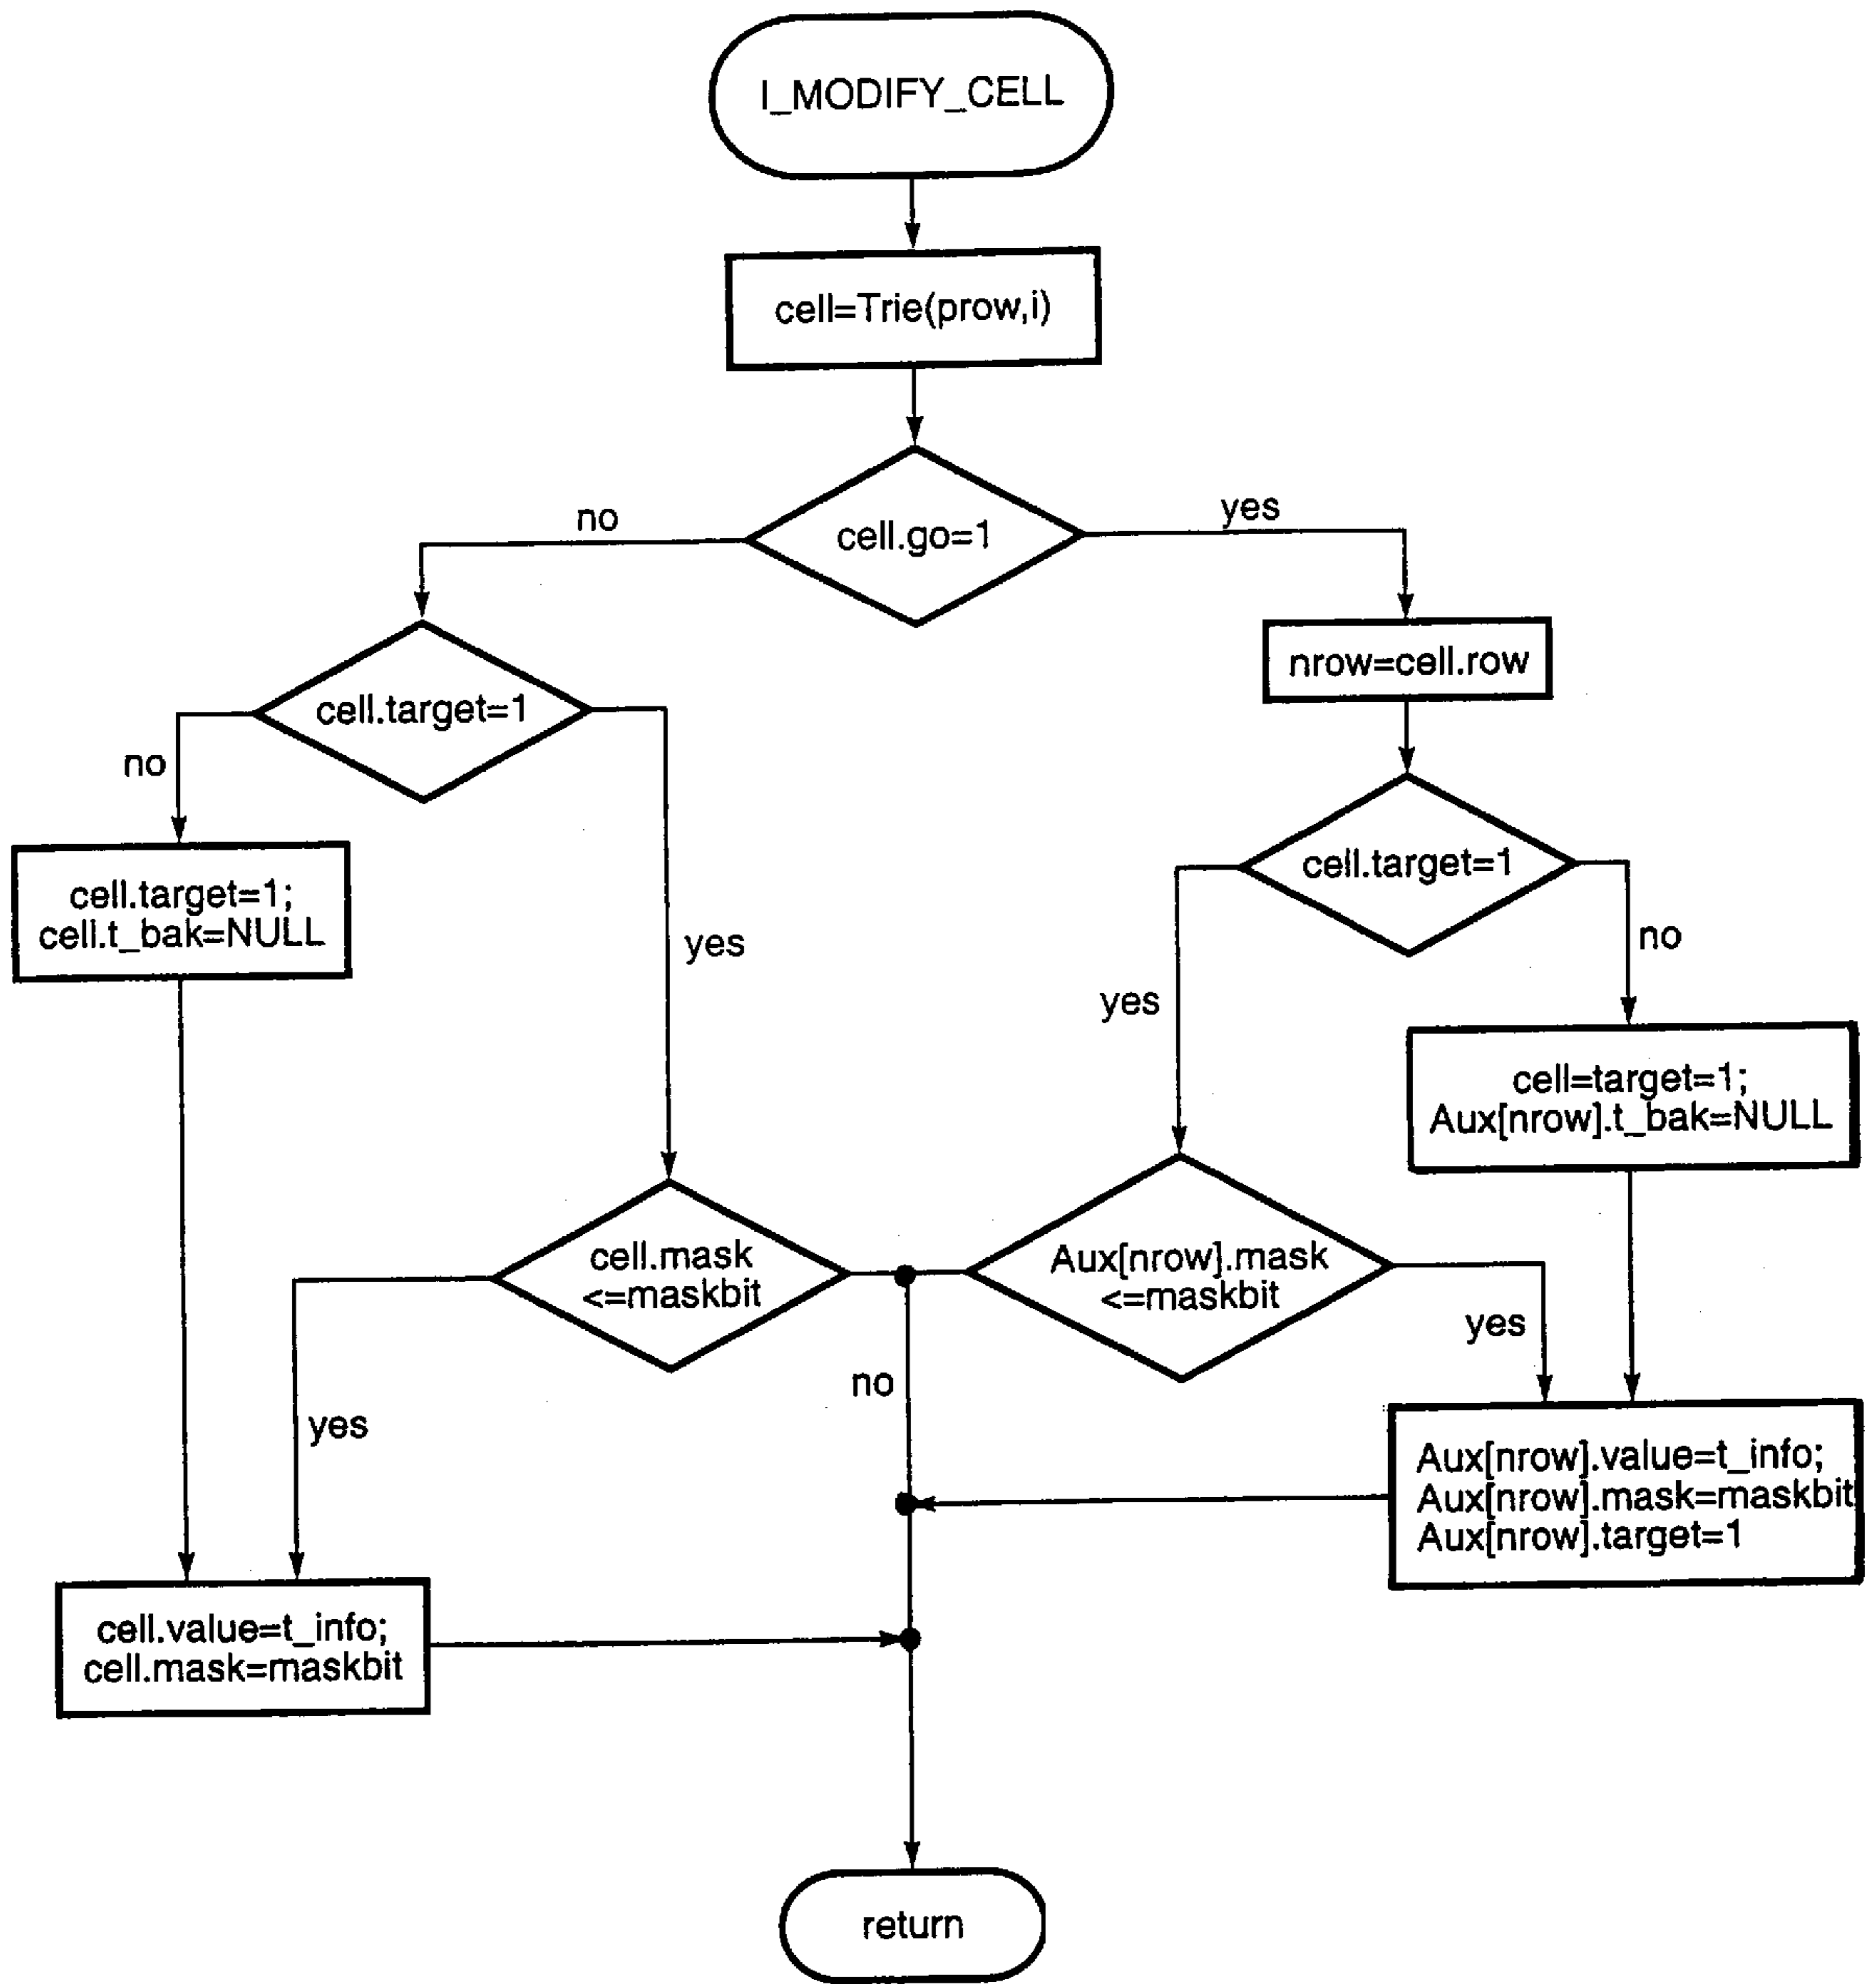 I_MODIFY_CELL
cell=Trie(prow,i)
cell.go=1
no
yes
cell.target=1
nrow=cell.row
no
yes
cell.target=1
cell.target=1;
cell.t_bak=NULL
yes
no
cell=target=1;
Aux[nrow].t_bak=NULL
cell.mask
<=maskbit
Aux[nrow].mask
<=maskbit
yes
no
yes
Aux[nrow].value=t_info;
Aux[nrow].mask=maskbit
Aux[nrow].target=1
cell.value=t_info;
cell.mask=maskbit
return